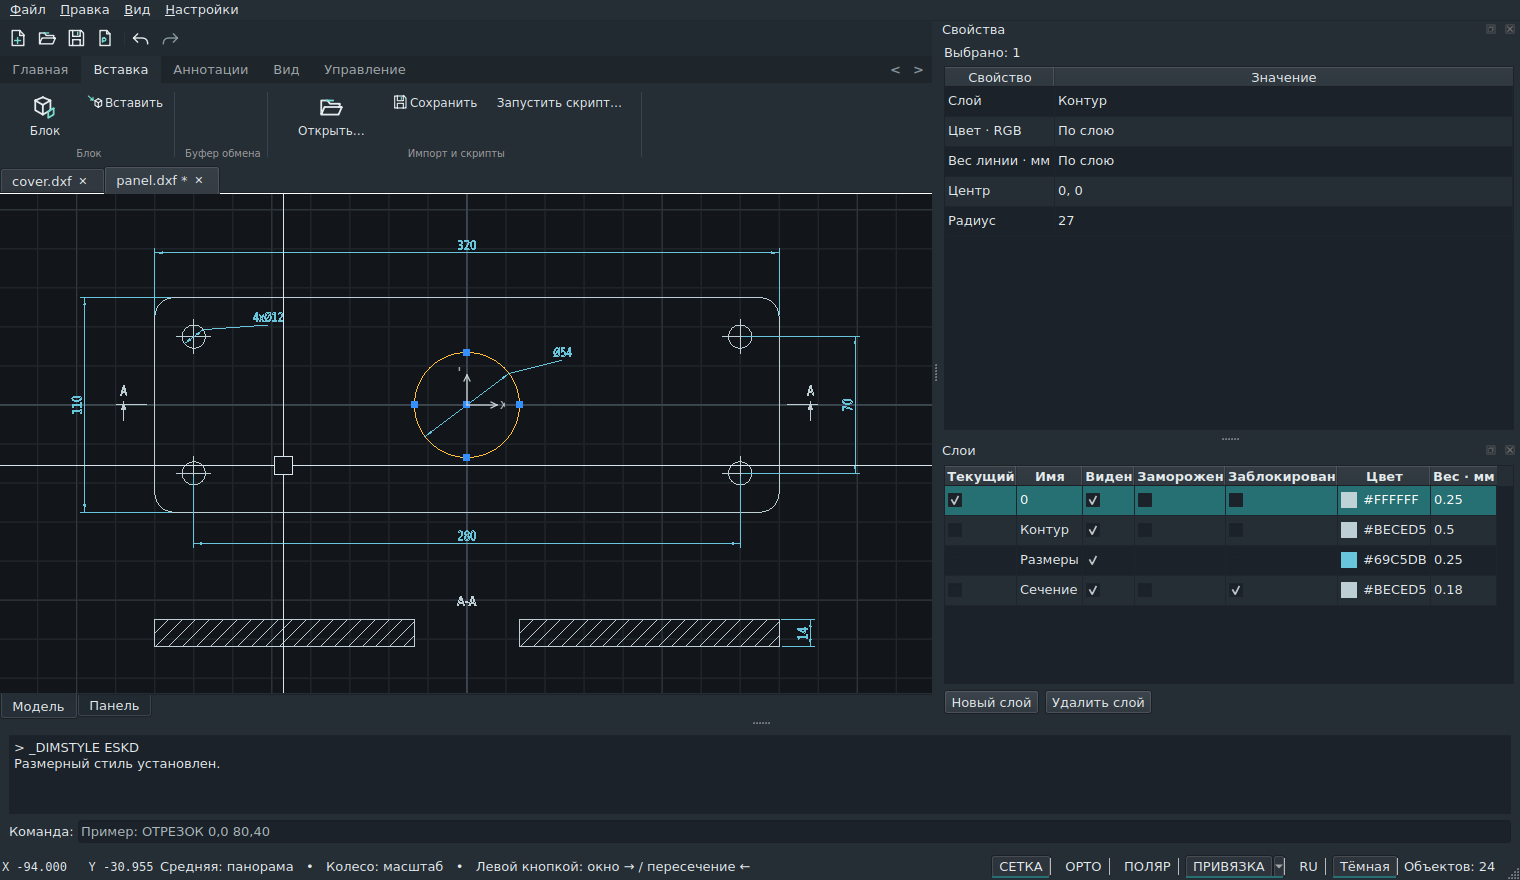 Файл Правка Вид Настройки
Главная Вставка Аннотации Вид Управление < >
Блок Вставить
Открыть... Сохранить Запустить скрипт...
Блок Буфер обмена Импорт и скрипты
cover.dxf × panel.dxf * ×
320
4xØ12
Ø54
A A
110
70
X
280
A-A
14
Модель Панель
Свойства
Выбрано: 1
Свойство Значение
Слой Контур
Цвет · RGB По слою
Вес линии · мм По слою
Центр 0, 0
Радиус 27
Слои
Текущий Имя Виден Заморожен Заблокирован Цвет Вес · мм
0 #FFFFFF 0.25
Контур #BECED5 0.5
Размеры #69C5DB 0.25
Сечение #BECED5 0.18
Новый слой Удалить слой
> _DIMSTYLE ESKD
Размерный стиль установлен.
Команда: Пример: ОТРЕЗОК 0,0 80,40
X -94.000 Y -30.955 Средняя: панорама • Колесо: масштаб • Левой кнопкой: окно → / пересечение ← СЕТКА ОРТО ПОЛЯР ПРИВЯЗКА RU Тёмная Объектов: 24